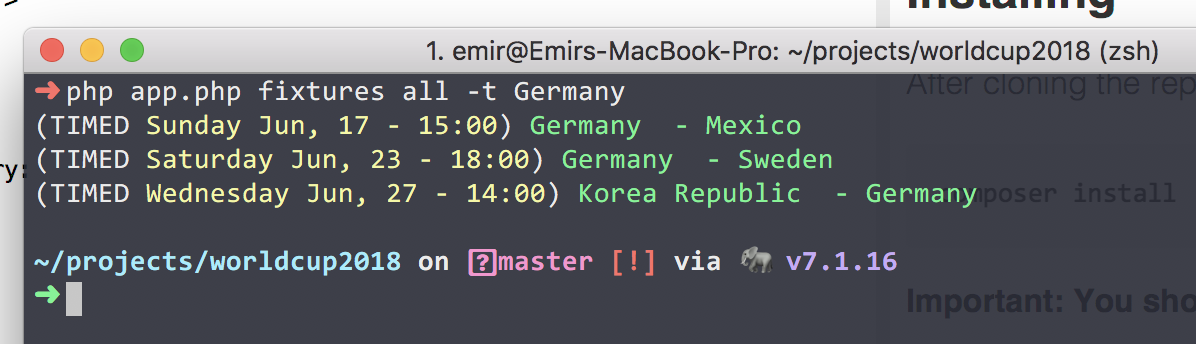 Installing
1. emir@Emirs-MacBook-Pro: ~/projects/worldcup2018 (zsh)
After cloning the rep
➜ php app.php fixtures all -t Germany
(TIMED Sunday Jun, 17 - 15:00) Germany  - Mexico
(TIMED Saturday Jun, 23 - 18:00) Germany  - Sweden
ry:
(TIMED Wednesday Jun, 27 - 14:00) Korea Republic  - Germany
mposer install
~/projects/worldcup2018 on master [!] via 🐘 v7.1.16
➜
Important: You sho